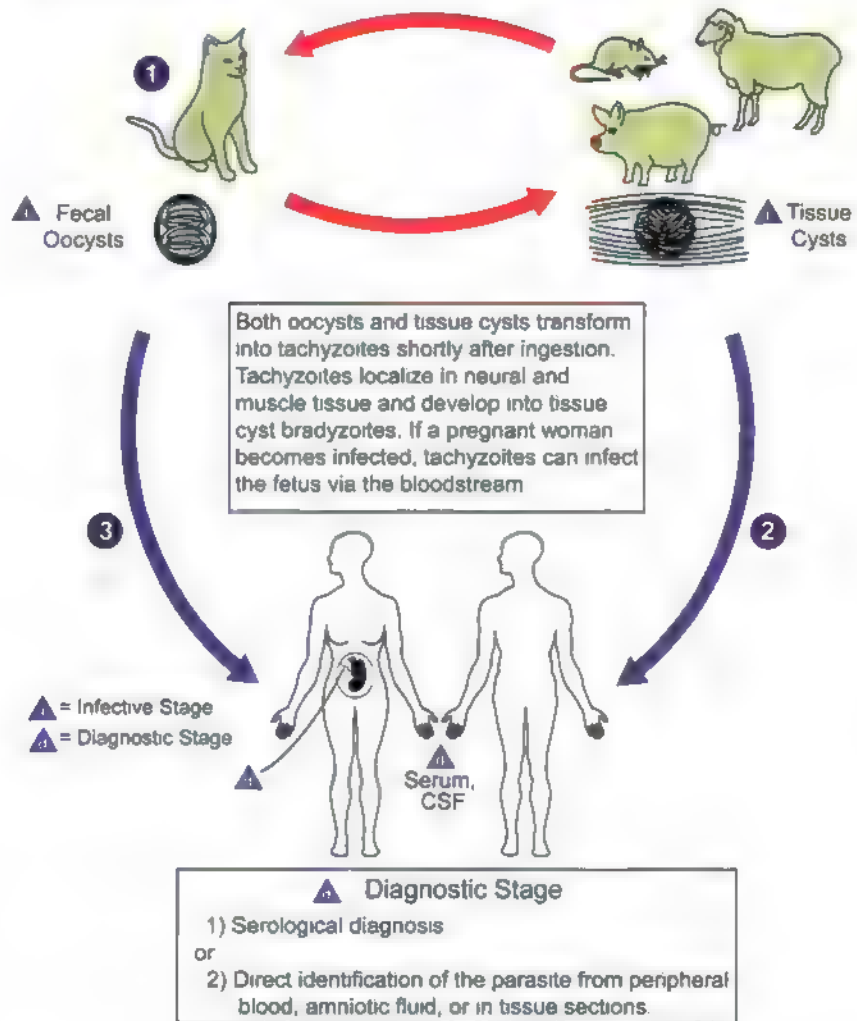 1
i Fecal
Oocysts
i Tissue
Cysts
Both oocysts and tissue cysts transform
into tachyzoites shortly after ingestion.
Tachyzoites localize in neural and
muscle tissue and develop into tissue
cyst bradyzoites. If a pregnant woman
becomes infected, tachyzoites can infect
the fetus via the bloodstream
3
2
i = Infective Stage
d = Diagnostic Stage
d
d
Serum,
CSF
d Diagnostic Stage
1) Serological diagnosis
or
2) Direct identification of the parasite from peripheral
blood, amniotic fluid, or in tissue sections.